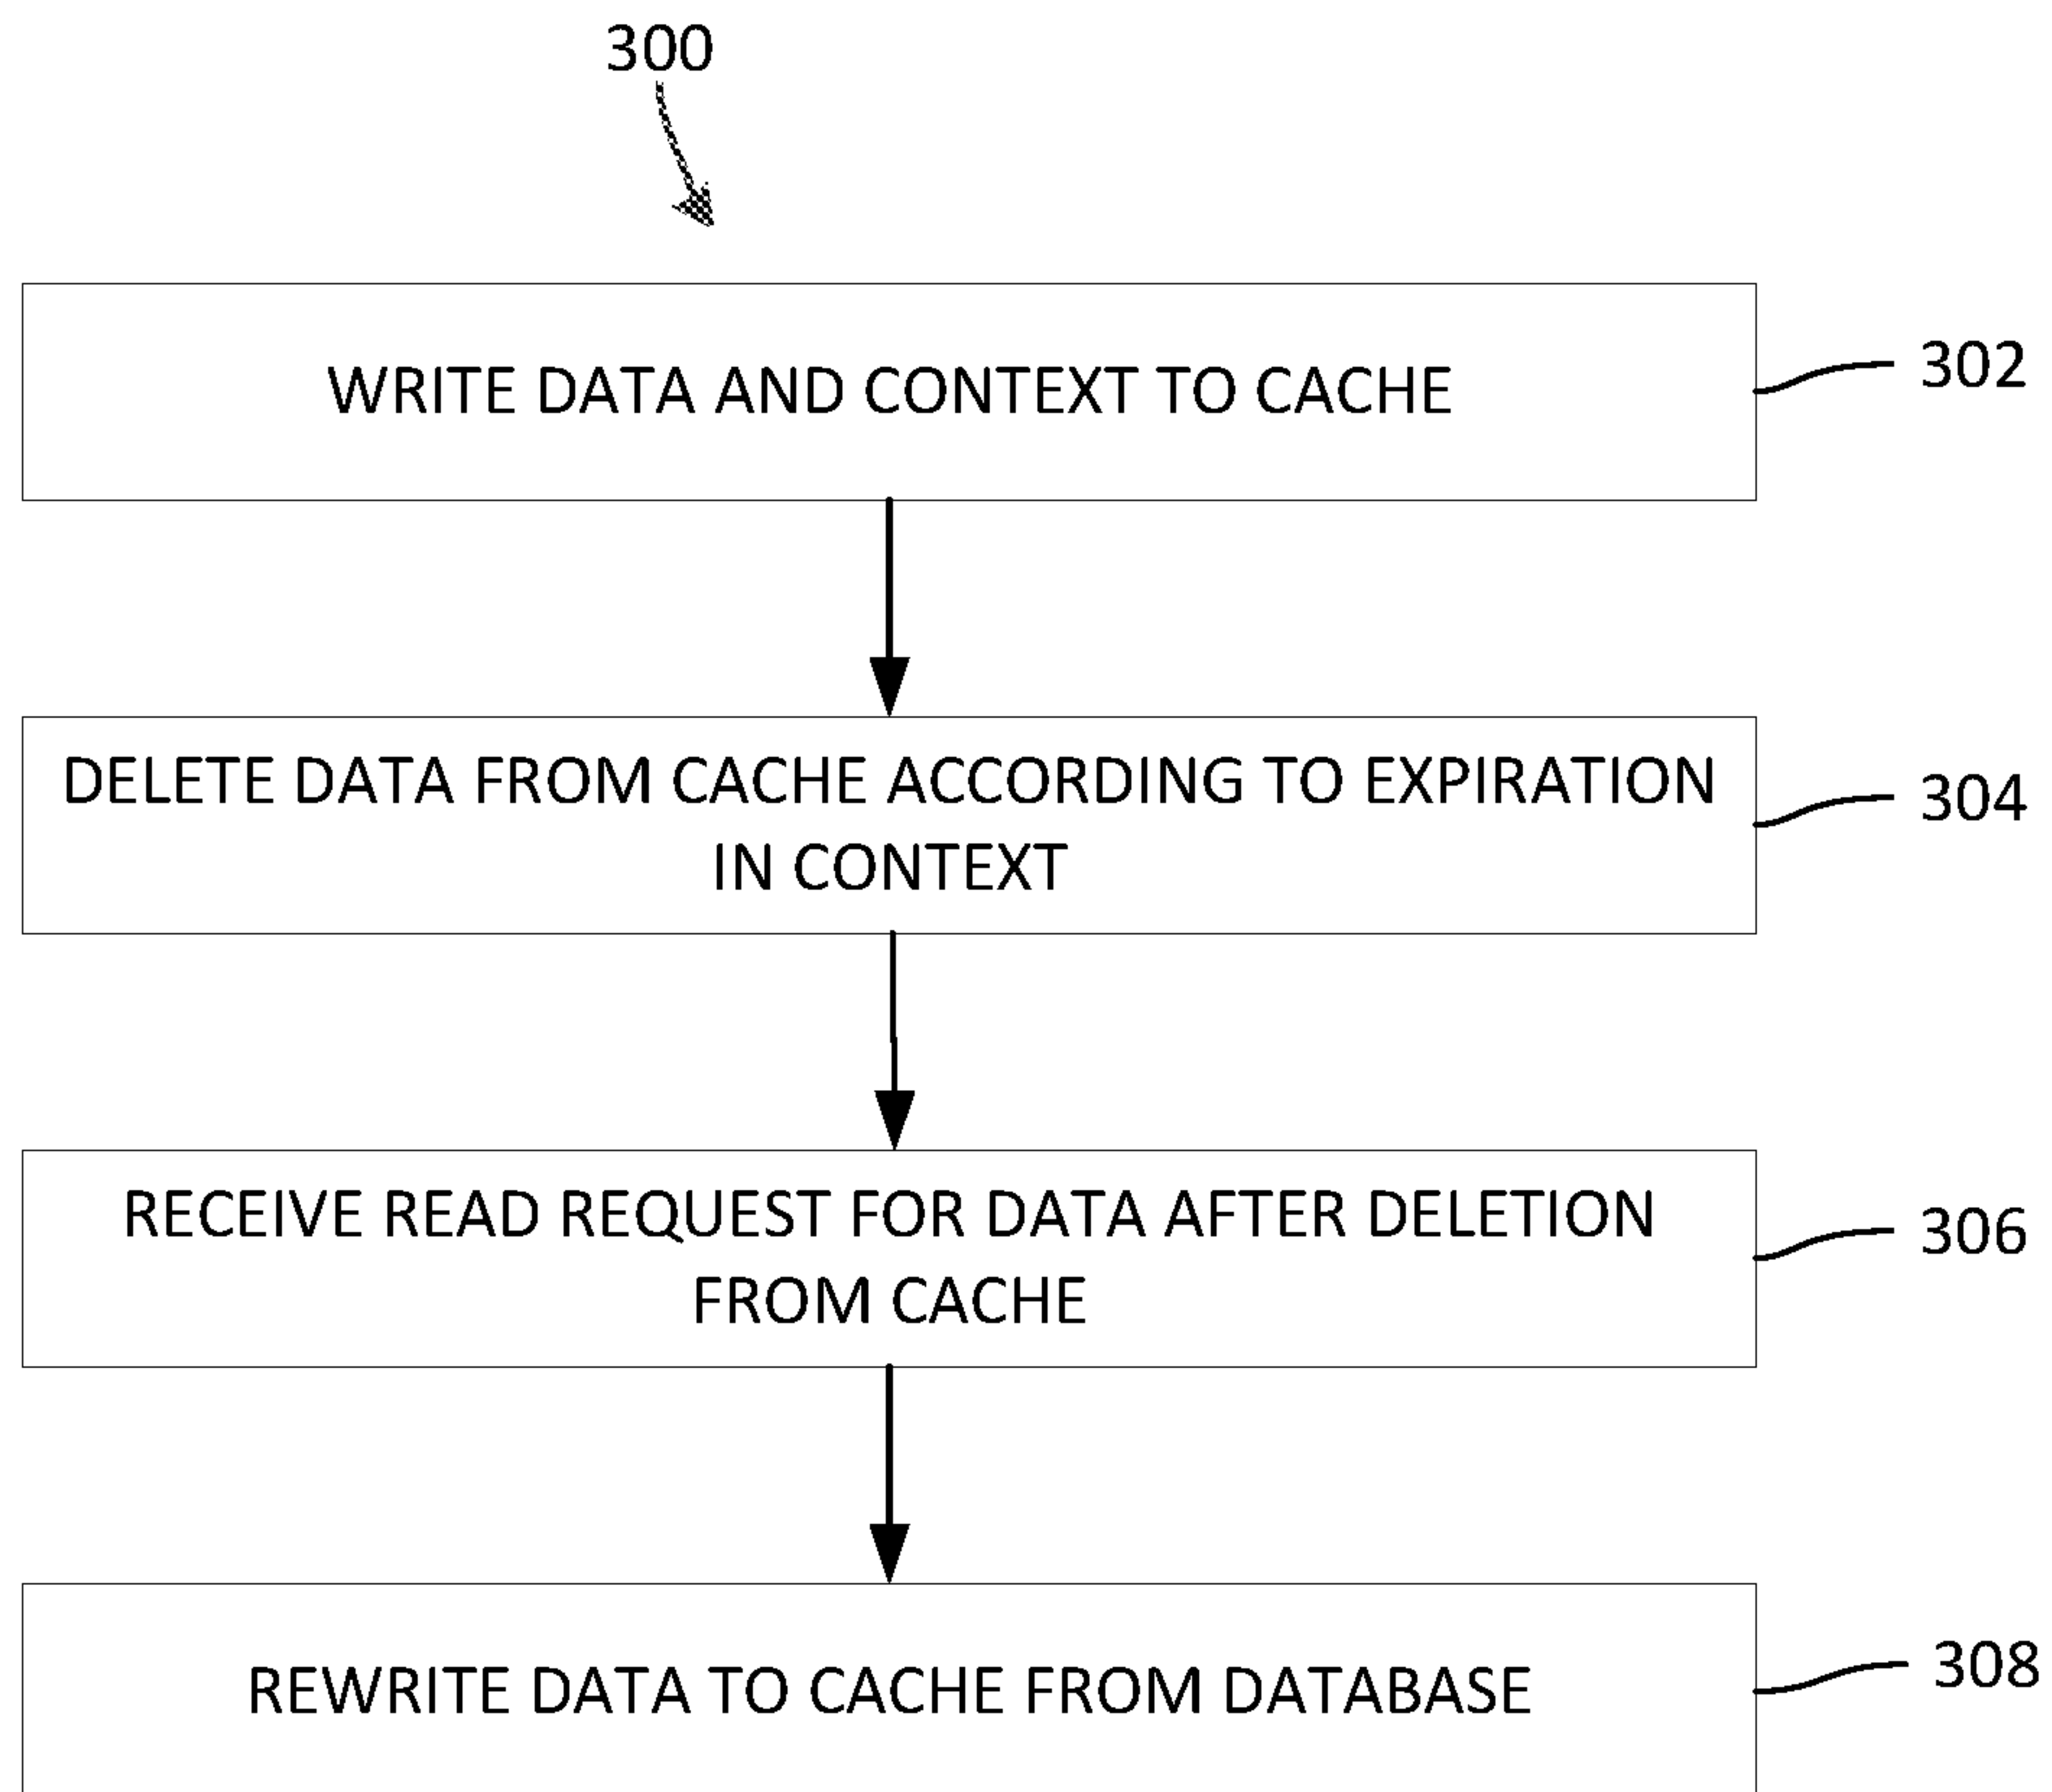 300
WRITE DATA AND CONTEXT TO CACHE
302
DELETE DATA FROM CACHE ACCORDING TO EXPIRATION
IN CONTEXT
304
RECEIVE READ REQUEST FOR DATA AFTER DELETION
FROM CACHE
306
REWRITE DATA TO CACHE FROM DATABASE
308